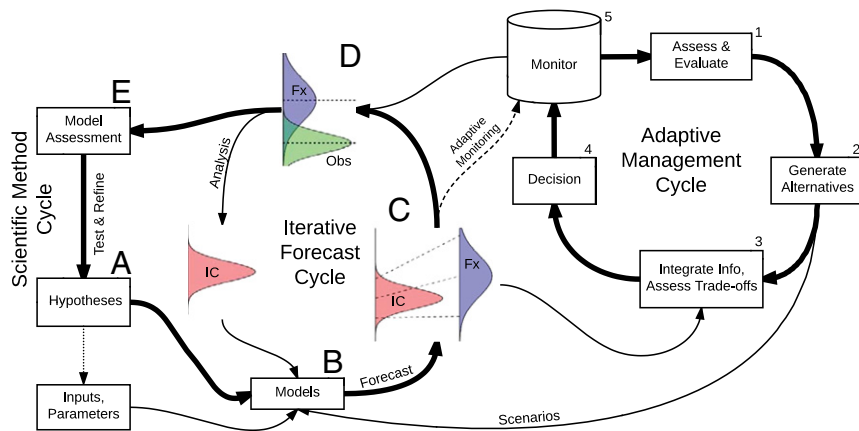 D
5
1
Monitor
Assess &
Evaluate
Fx
Obs
E
Model
Assessment
Scientific Method
Cycle
Test & Refine
Analysis
Adaptive
Monitoring
4
Decision
Adaptive
Management
Cycle
2
Generate
Alternatives
C
Iterative
Forecast
Cycle
A
Hypotheses
IC
IC
Fx
3
Integrate Info,
Assess Trade-offs
B
Models
Forecast
Inputs,
Parameters
Scenarios